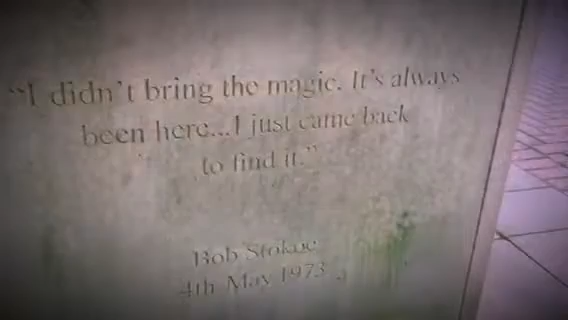 “I didn’t bring the magic. It’s always
been here...I just came back
to find it.”
Bob Stokoe
4th May 1973